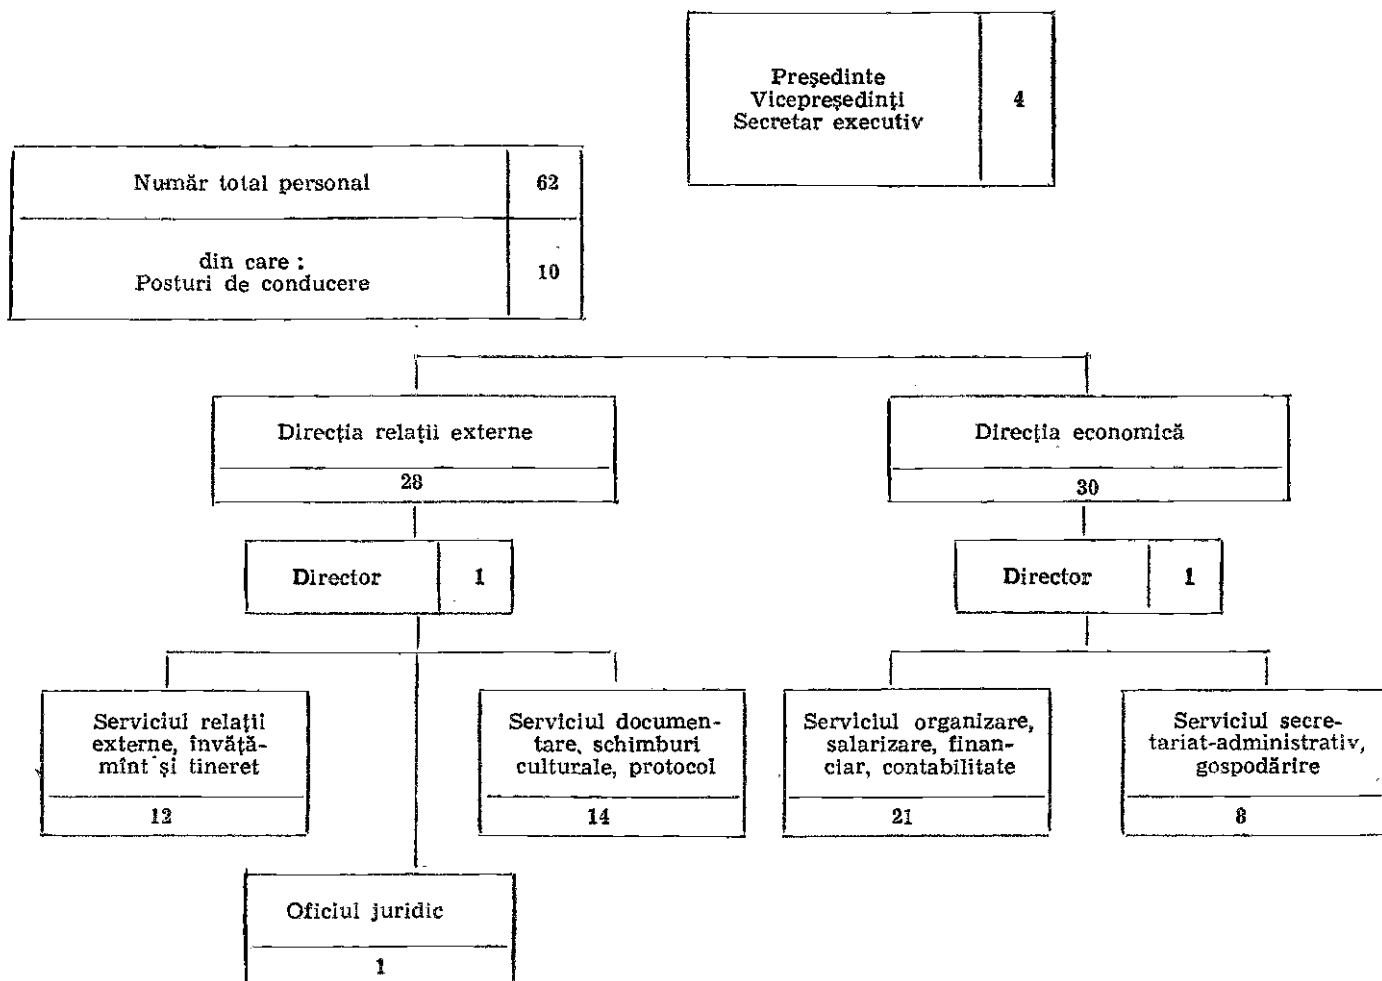 Președinte
Vicepreședinți
Secretar executiv
4
Număr total personal
62
din care :
Posturi de conducere
10
Direcția relații externe
28
Direcția economică
30
Director
1
Director
1
Serviciul relații
externe, învăță-
mînt și tineret
12
Serviciul documen-
tare, schimburi
culturale, protocol
14
Serviciul organizare,
salarizare, finan-
ciar, contabilitate
21
Serviciul secre-
tariat-administrativ,
gospodărire
8
Oficiul juridic
1